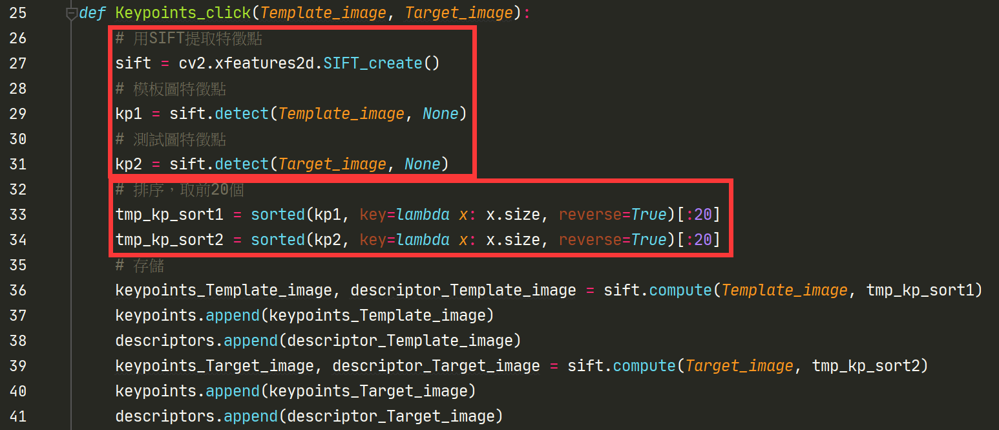 25 def Keypoints_click(Template_image, Target_image):
26 # 用SIFT提取特徵點
27 sift = cv2.xfeatures2d.SIFT_create()
28 # 模板圖特徵點
29 kp1 = sift.detect(Template_image, None)
30 # 測試圖特徵點
31 kp2 = sift.detect(Target_image, None)
32 # 排序，取前20個
33 tmp_kp_sort1 = sorted(kp1, key=lambda x: x.size, reverse=True)[:20]
34 tmp_kp_sort2 = sorted(kp2, key=lambda x: x.size, reverse=True)[:20]
35 # 存儲
36 keypoints_Template_image, descriptor_Template_image = sift.compute(Template_image, tmp_kp_sort1)
37 keypoints.append(keypoints_Template_image)
38 descriptors.append(descriptor_Template_image)
39 keypoints_Target_image, descriptor_Target_image = sift.compute(Target_image, tmp_kp_sort2)
40 keypoints.append(keypoints_Target_image)
41 descriptors.append(descriptor_Target_image)